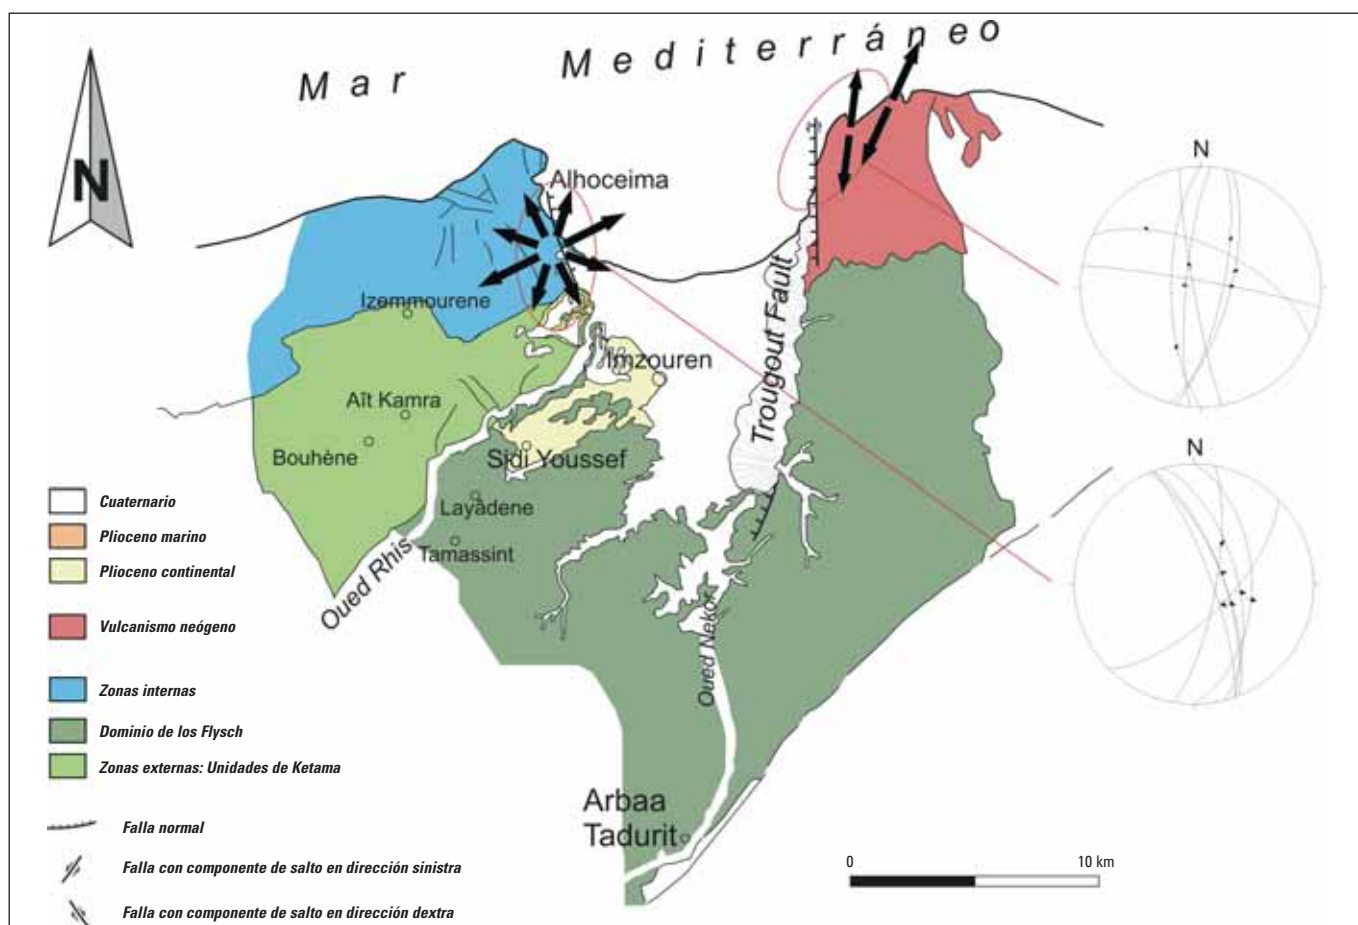 Mar Mediterráneo
N
Alhoceima
N
Izemmourene
Imzouren
Trougout Fault
Aît Kamra
Bouhène
Sidi Youssef
N
Layadene
Tamassint
Oued Rhis
Oued Nekor
Arbaa
Tadurit
Cuaternario
Plioceno marino
Plioceno continental
Vulcanismo neógeno
Zonas internas
Dominio de los Flysch
Zonas externas: Unidades de Ketama
Falla normal
Falla con componente de salto en dirección sinistra
Falla con componente de salto en dirección dextra
0 10 km